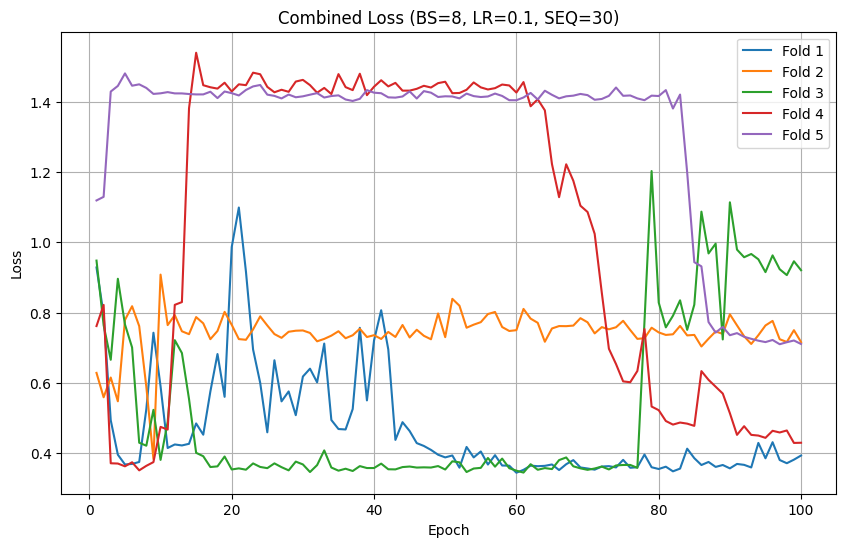 Combined Loss (BS=8, LR=0.1, SEQ=30)
Fold 1
Fold 2
Fold 3
Fold 4
Fold 5
Loss
1.4
1.2
1.0
0.8
0.6
0.4
0 20 40 60 80 100
Epoch